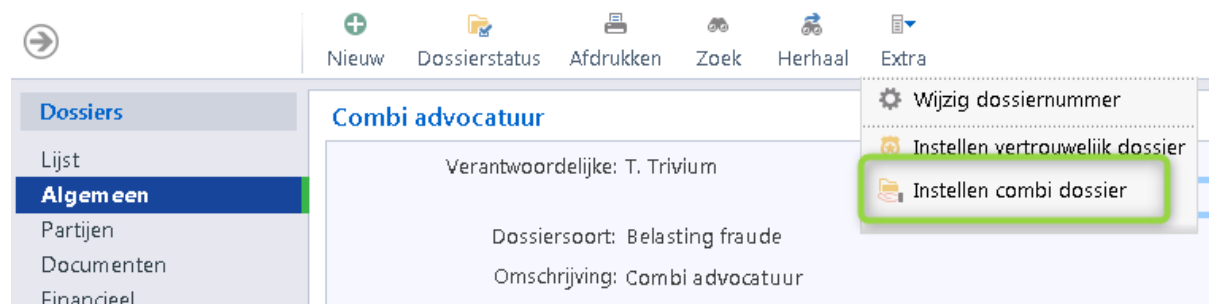 Nieuw Dossierstatus Afdrukken Zoek Herhaal Extra
Wijzig dossiernummer
Instellen vertrouwelijk dossier
Instellen combi dossier
Dossiers
Lijst
Algemeen
Partijen
Documenten
Financieel
Combi advocatuur
Verantwoordelijke: T. Trivium
Dossiersoort: Belasting fraude
Omschrijving: Combi advocatuur